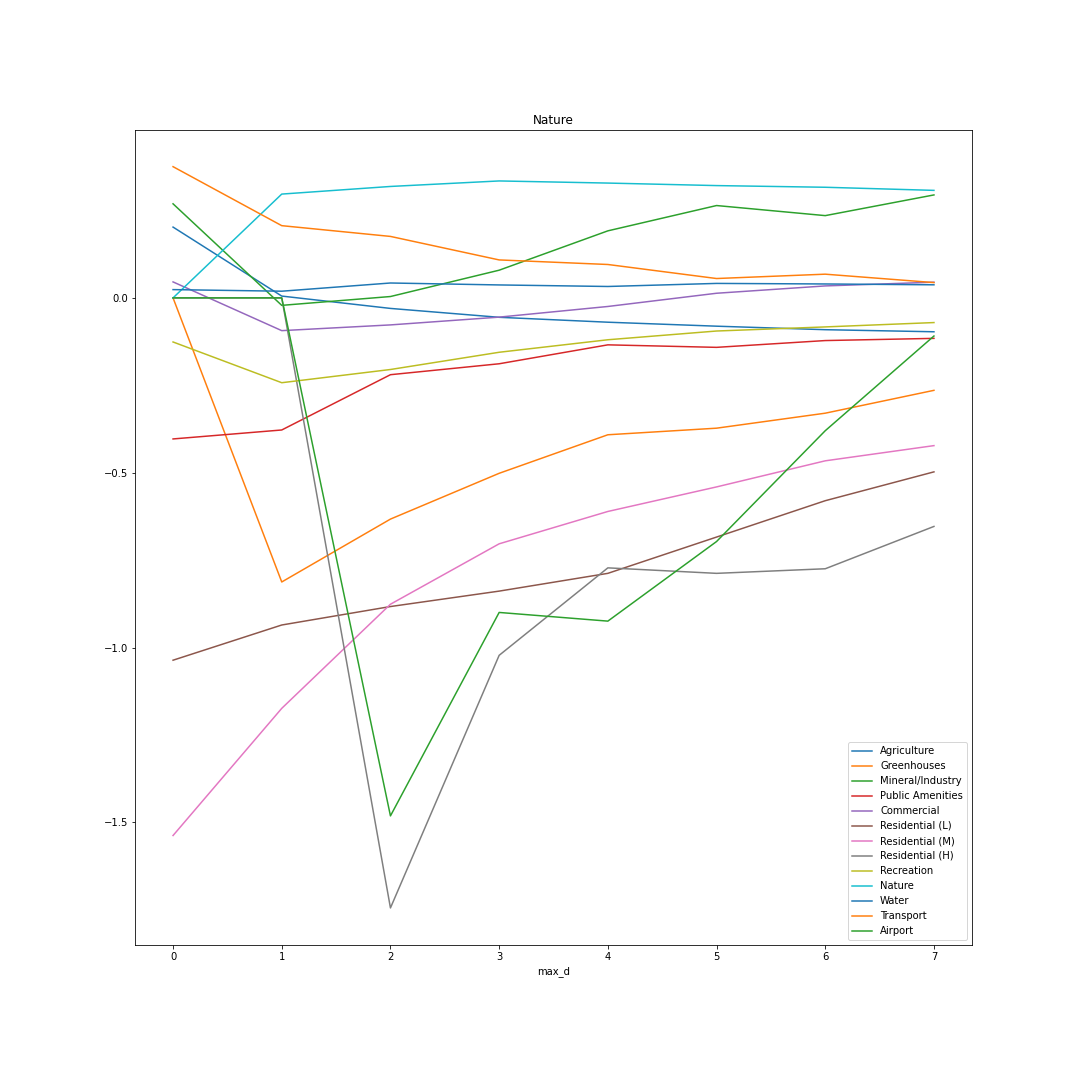 Nature
0.0
−0.5
−1.0
−1.5
0 1 2 3 4 5 6 7
max_d
Agriculture
Greenhouses
Mineral/Industry
Public Amenities
Commercial
Residential (L)
Residential (M)
Residential (H)
Recreation
Nature
Water
Transport
Airport